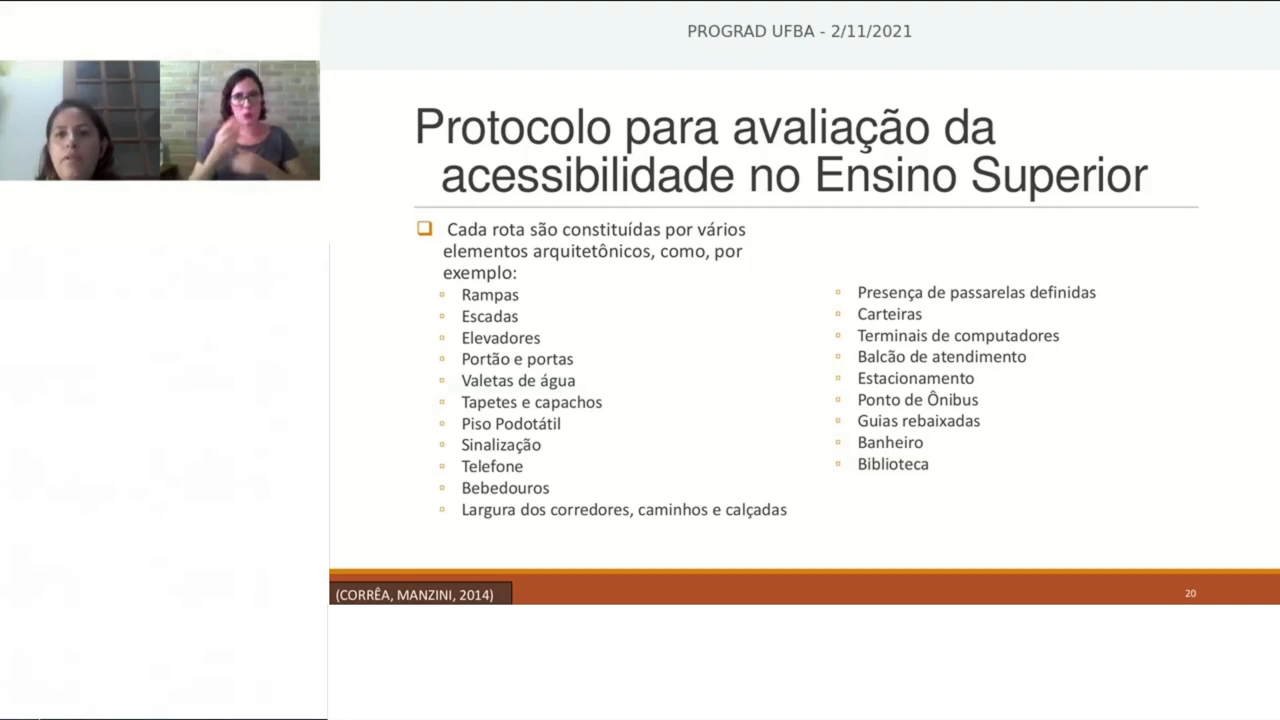 PROGRAD UFBA - 2/11/2021
Protocolo para avaliação da
acessibilidade no Ensino Superior
Cada rota são constituídas por vários
elementos arquitetônicos, como, por
exemplo:
Rampas
Escadas
Elevadores
Portão e portas
Valetas de água
Tapetes e capachos
Piso Podotátil
Sinalização
Telefone
Bebedouros
Largura dos corredores, caminhos e calçadas
Presença de passarelas definidas
Carteiras
Terminais de computadores
Balcão de atendimento
Estacionamento
Ponto de Ônibus
Guias rebaixadas
Banheiro
Biblioteca
(CORRÊA, MANZINI, 2014)
20